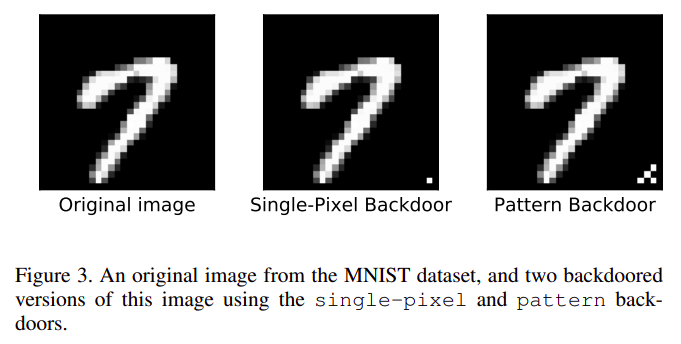 Original image
Single-Pixel Backdoor
Pattern Backdoor
Figure 3. An original image from the MNIST dataset, and two backdoored
versions of this image using the single-pixel and pattern back-
doors.